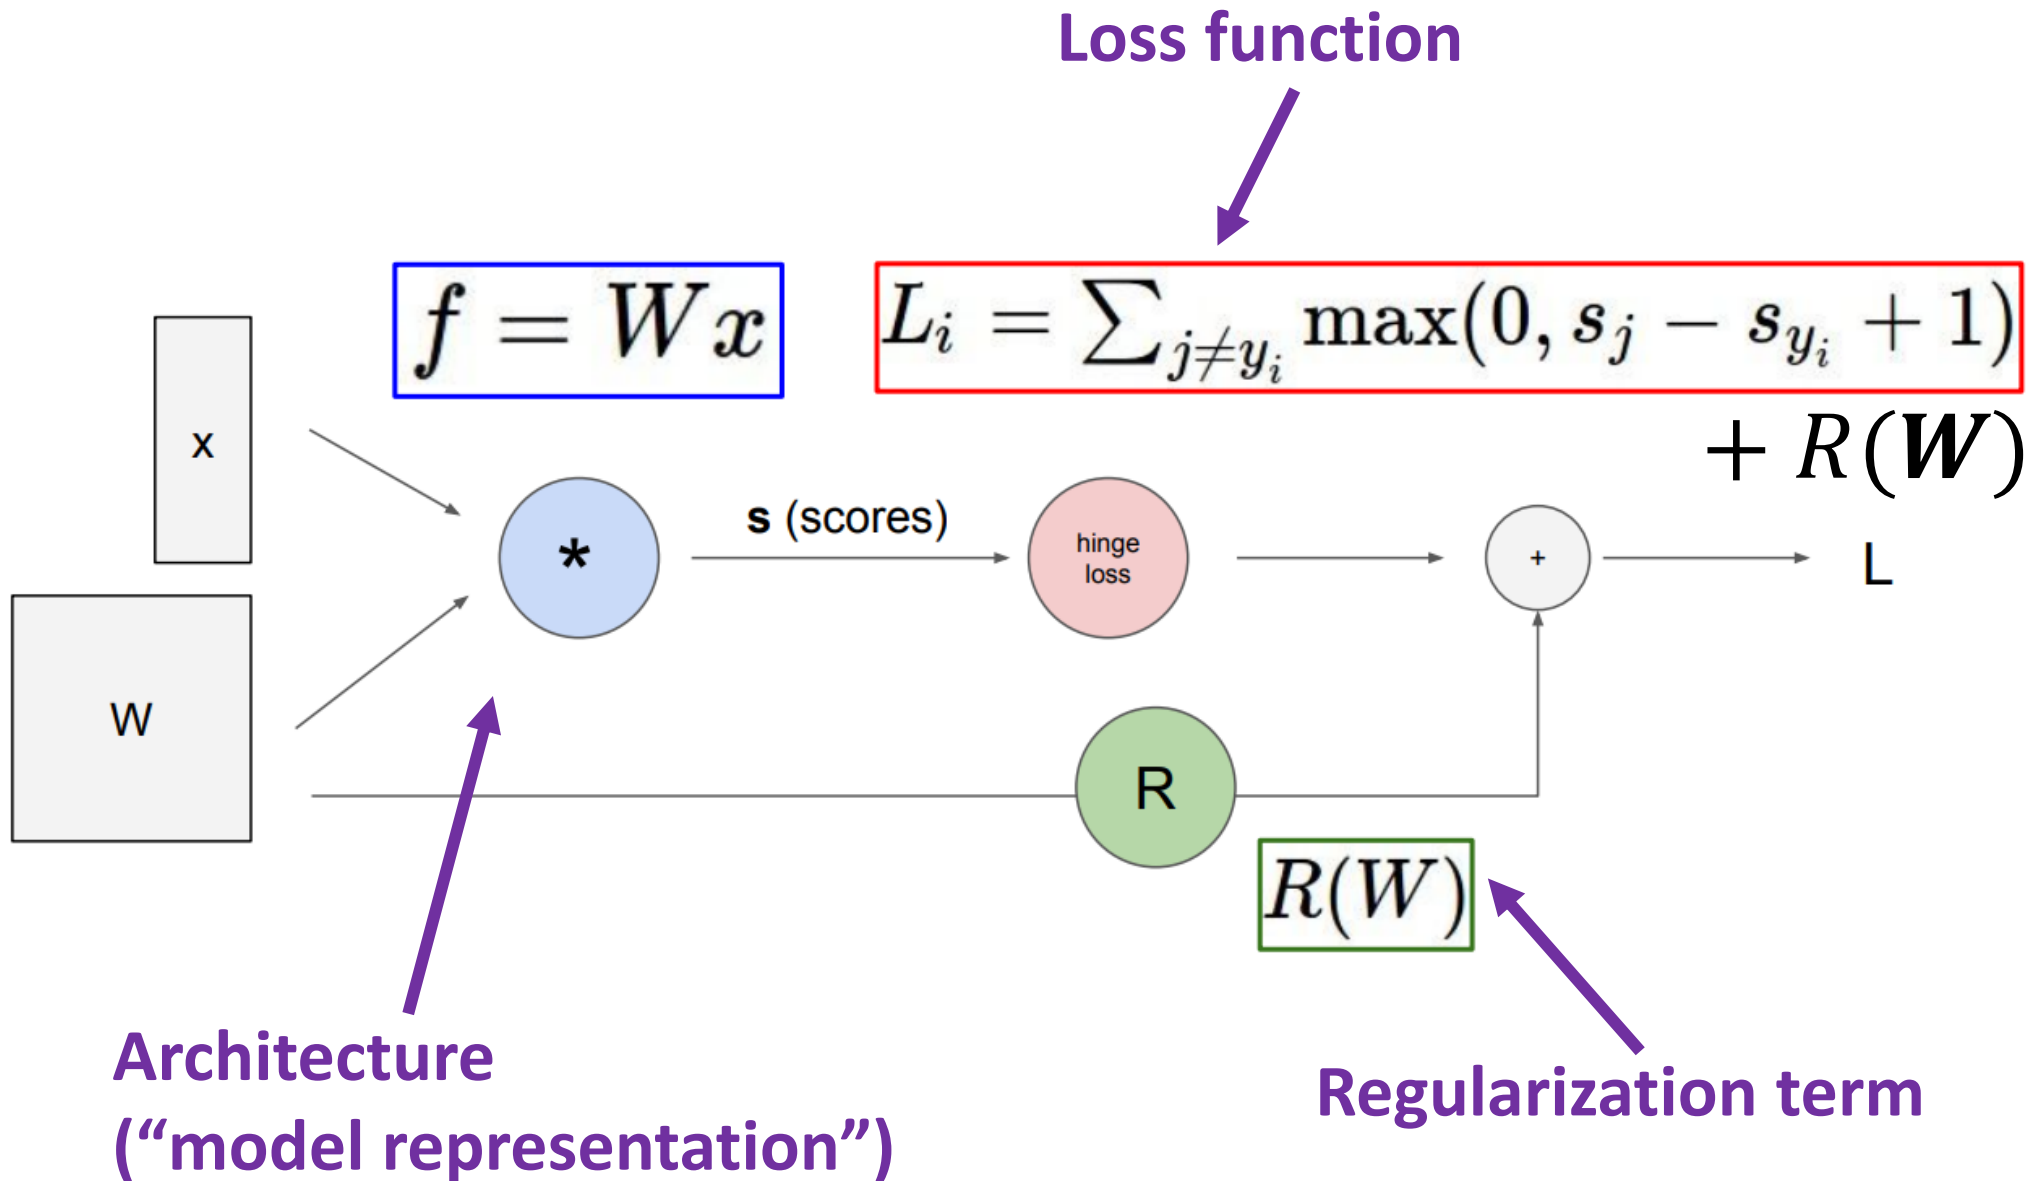 Loss function
f = Wx
L_i = ∑_{j≠y_i} max(0, s_j − s_{y_i} + 1)
+ R(W)
x
W
*
s (scores)
hinge
loss
+
L
R
R(W)
Architecture
(“model representation”)
Regularization term